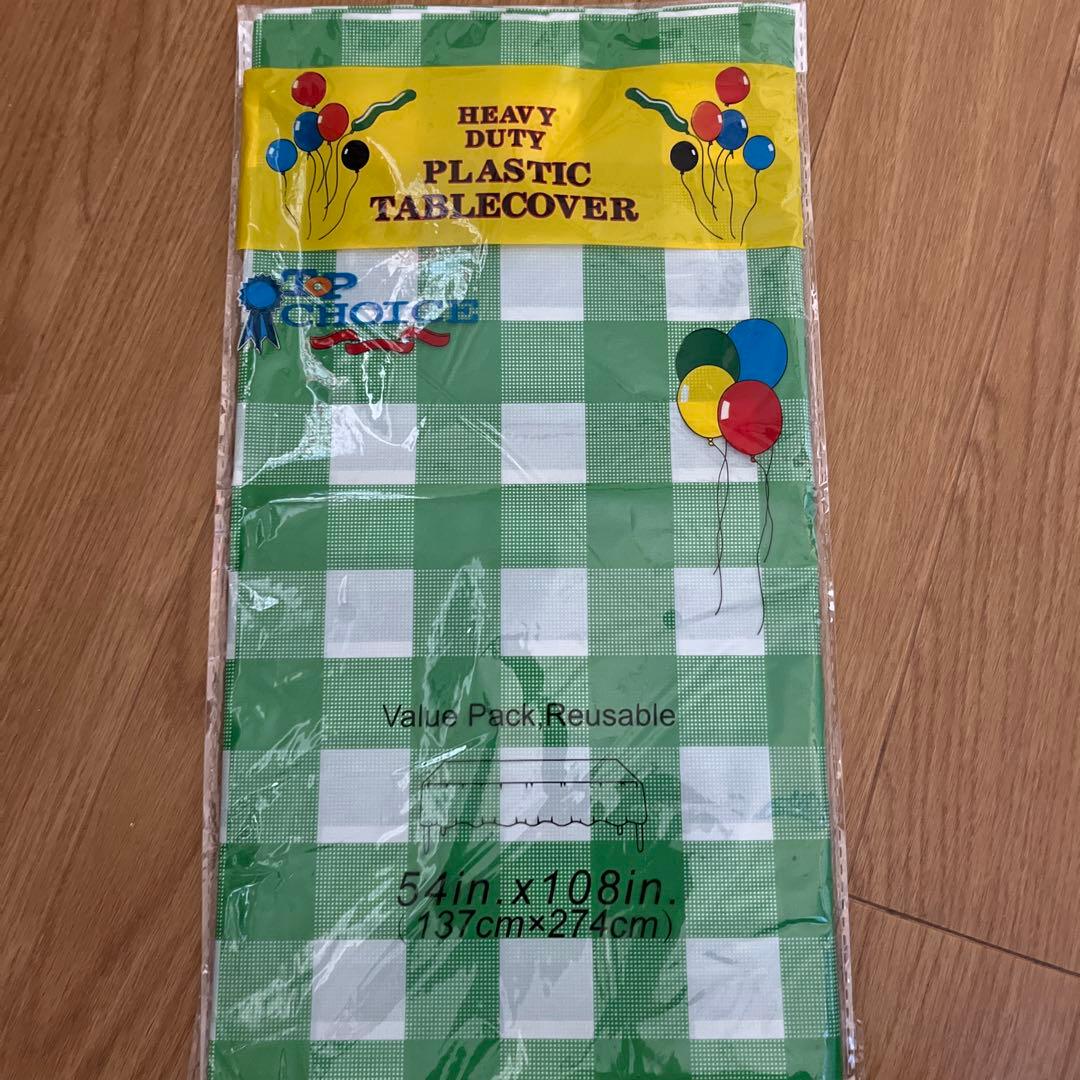 HEAVY
DUTY
PLASTIC
TABLECOVER
TOP
CHOICE
Value Pack,Reusable
54in.x108in.
(137cm×274cm)